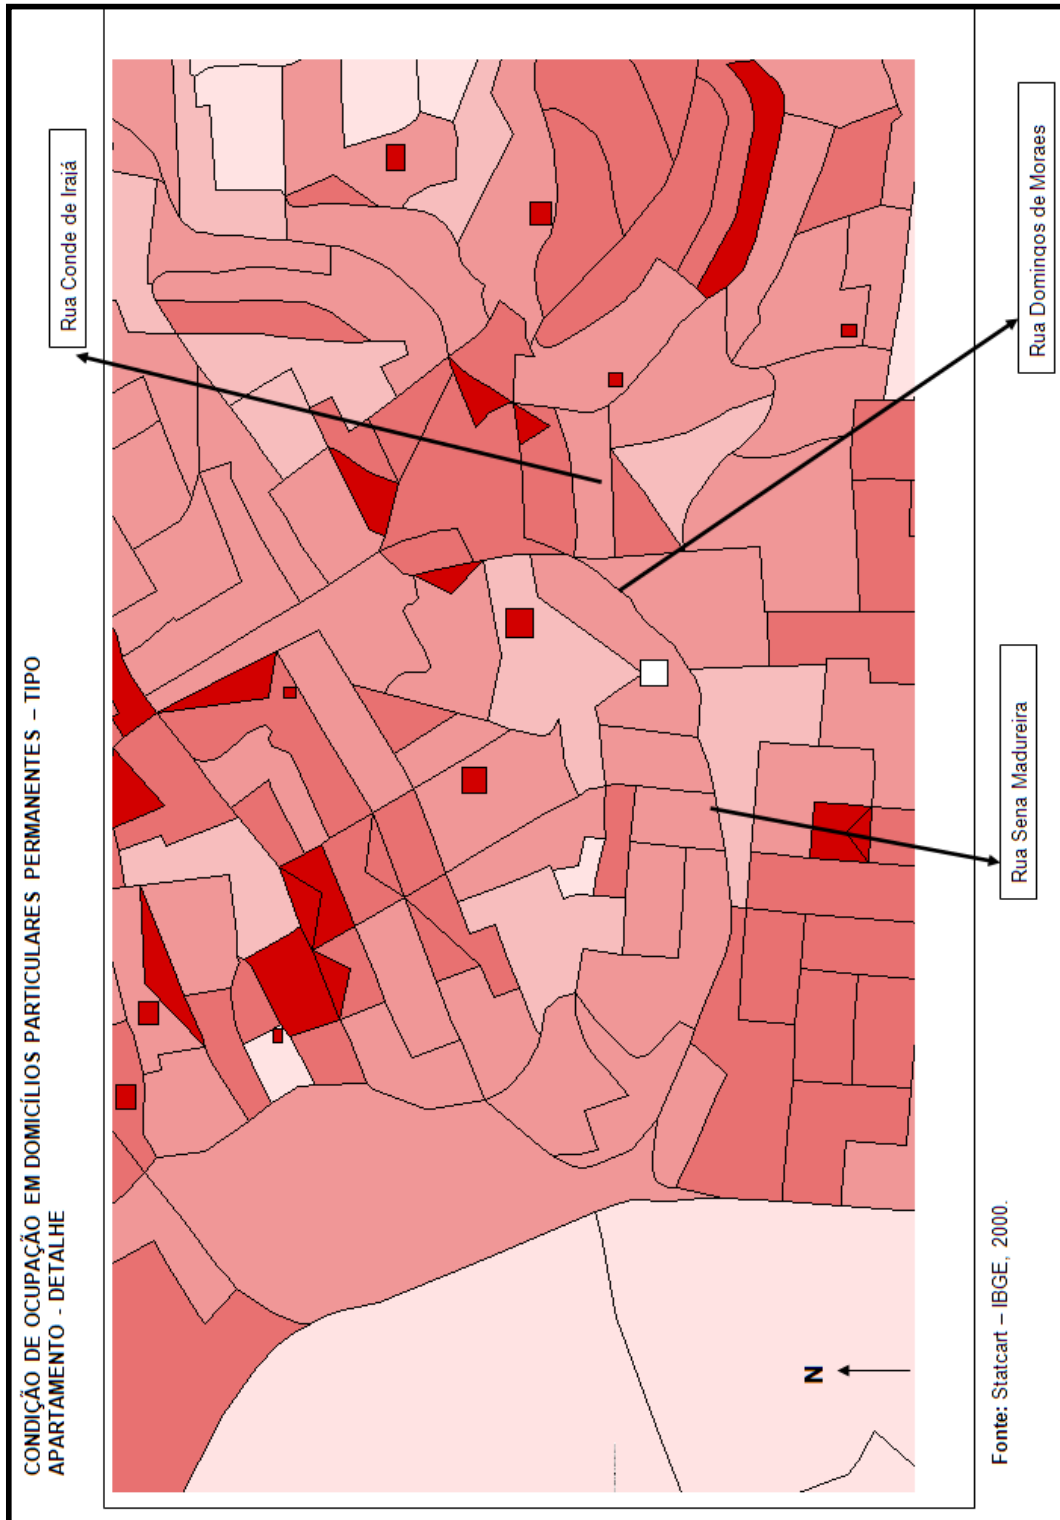 CONDIÇÃO DE OCUPAÇÃO EM DOMICÍLIOS PARTICULARES PERMANENTES – TIPO
APARTAMENTO - DETALHE
Rua Conde de Iraiá
Rua Domingos de Moraes
Rua Sena Madureira
N
Fonte: Statcart – IBGE, 2000.